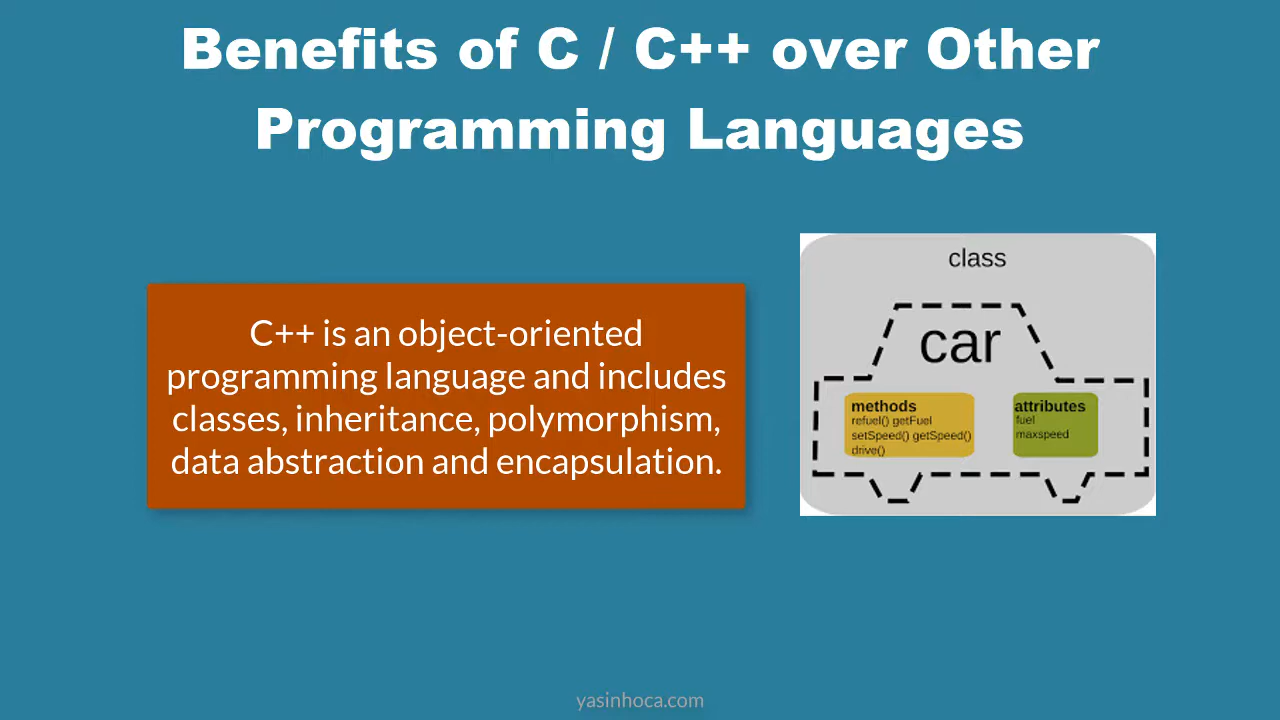 Benefits of C / C++ over Other
Programming Languages
C++ is an object-oriented
programming language and includes
classes, inheritance, polymorphism,
data abstraction and encapsulation.
class
car
methods
refuel() getFuel
setSpeed() getSpeed()
drive()
attributes
fuel
maxspeed
yasinhoca.com